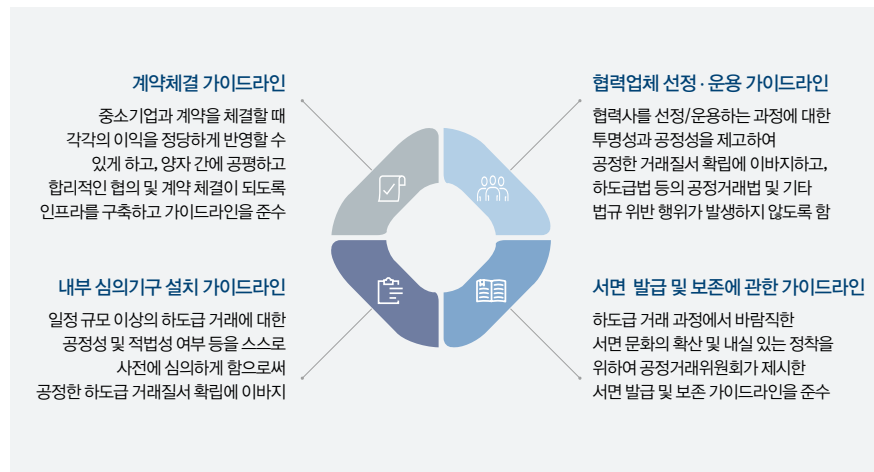 계약체결 가이드라인
중소기업과 계약을 체결할 때
각각의 이익을 정당하게 반영할 수
있게 하고, 양자 간에 공평하고
합리적인 협의 및 계약 체결이 되도록
인프라를 구축하고 가이드라인을 준수
협력업체 선정 · 운용 가이드라인
협력사를 선정/운용하는 과정에 대한
투명성과 공정성을 제고하여
공정한 거래질서 확립에 이바지하고,
하도급법 등의 공정거래법 및 기타
법규 위반 행위가 발생하지 않도록 함
내부 심의기구 설치 가이드라인
일정 규모 이상의 하도급 거래에 대한
공정성 및 적법성 여부 등을 스스로
사전에 심의하게 함으로써
공정한 하도급 거래질서 확립에 이바지
서면 발급 및 보존에 관한 가이드라인
하도급 거래 과정에서 바람직한
서면 문화의 확산 및 내실 있는 정착을
위하여 공정거래위원회가 제시한
서면 발급 및 보존 가이드라인을 준수